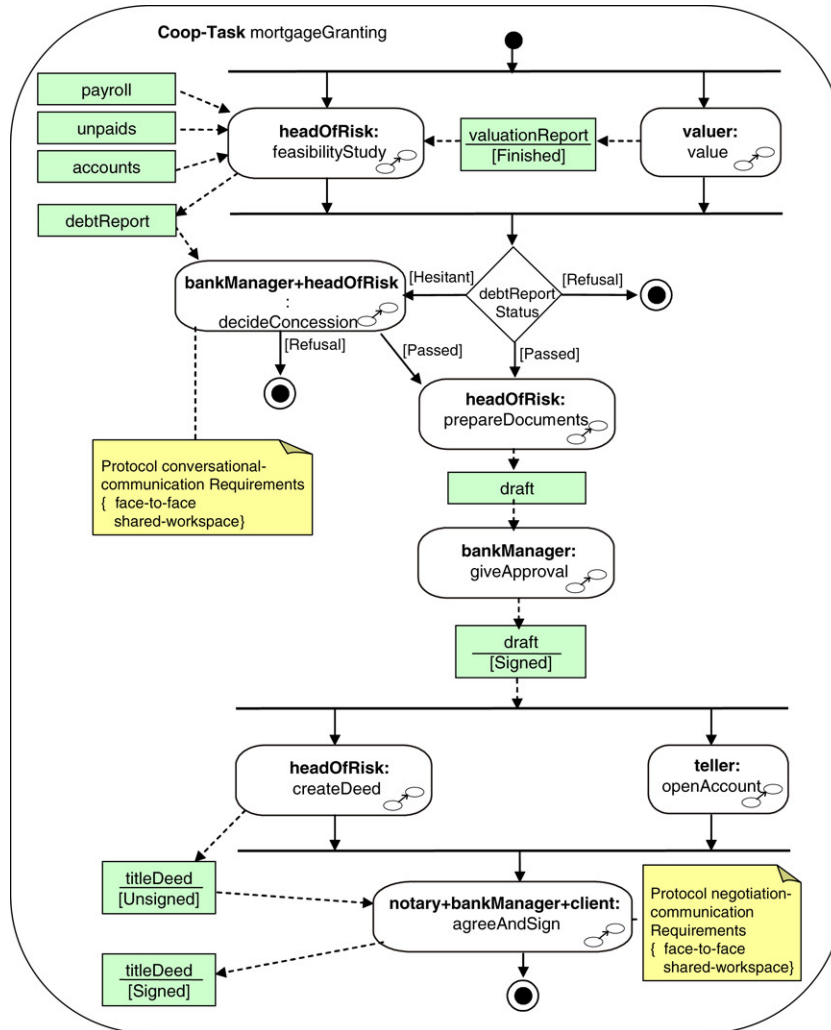 Coop-Task mortgageGranting
payroll
unpaids
accounts
debtReport
headOfRisk:
feasibilityStudy
valuationReport
[Finished]
valuer:
value
bankManager+headOfRisk
:
decideConcession
[Hesitant]
debtReport
Status
[Refusal]
[Refusal]
[Passed]
[Passed]
headOfRisk:
prepareDocuments
Protocol conversational-
communication Requirements
{ face-to-face
shared-workspace}
draft
bankManager:
giveApproval
draft
[Signed]
headOfRisk:
createDeed
teller:
openAccount
titleDeed
[Unsigned]
notary+bankManager+client:
agreeAndSign
Protocol negotiation-
communication
Requirements
{ face-to-face
shared-workspace}
titleDeed
[Signed]